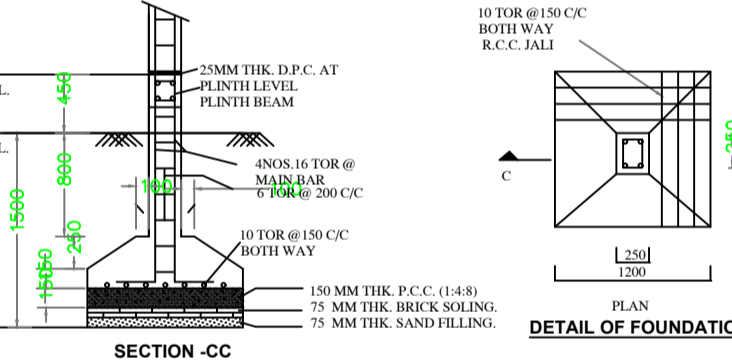 25MM THK. D.P.C. AT
PLINTH LEVEL
PLINTH BEAM
L.
450
L.
4NOS.16 TOR @
MAIN BAR
6 TOR @ 200 C/C
800
100
100
1500
250
10 TOR @150 C/C
BOTH WAY
150
150 MM THK. P.C.C. (1:4:8)
75 MM THK. BRICK SOLING.
75 MM THK. SAND FILLING.
SECTION -CC
10 TOR @150 C/C
BOTH WAY
R.C.C. JALI
C
250
250
1200
PLAN
DETAIL OF FOUNDATIO